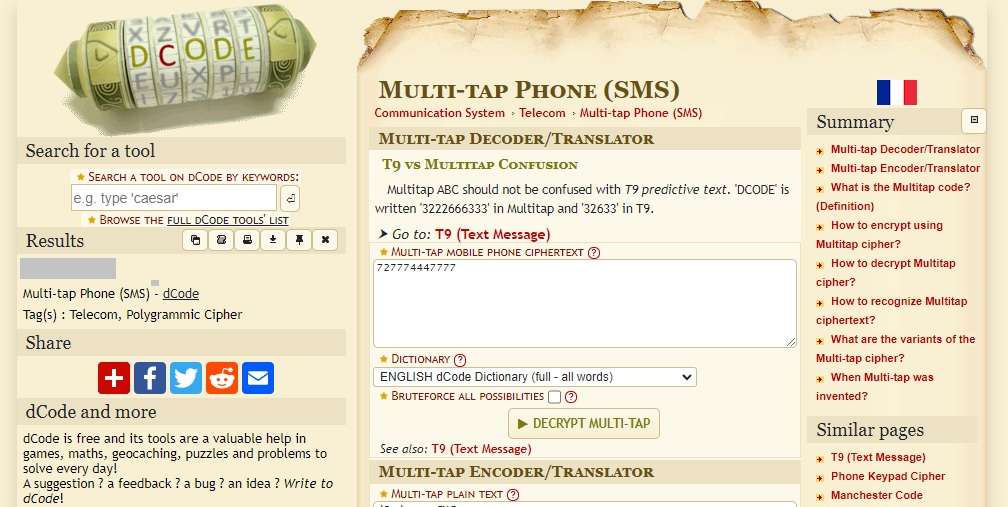 DCODE
Search for a tool
★ Search a tool on dCode by keywords:
e.g. type 'caesar'
★ Browse the full dCode tools' list
Results
Multi-tap Phone (SMS) - dCode
Tag(s) : Telecom, Polygrammic Cipher
Share
dCode and more
dCode is free and its tools are a valuable help in
games, maths, geocaching, puzzles and problems to
solve every day!
A suggestion ? a feedback ? a bug ? an idea ? Write to
dCode!
Multi-tap Phone (SMS)
Communication System › Telecom › Multi-tap Phone (SMS)
Multi-tap Decoder/Translator
T9 vs Multitap Confusion
Multitap ABC should not be confused with T9 predictive text. 'DCODE' is
written '3222666333' in Multitap and '32633' in T9.
➤ Go to: T9 (Text Message)
★ Multi-tap mobile phone ciphertext ?
727774447777
★ Dictionary ?
ENGLISH dCode Dictionary (full - all words)
★ Bruteforce all possibilities ?
▶ DECRYPT MULTI-TAP
See also: T9 (Text Message)
Multi-tap Encoder/Translator
★ Multi-tap plain text ?
Summary
Multi-tap Decoder/Translator
Multi-tap Encoder/Translator
What is the Multitap code?
(Definition)
How to encrypt using
Multitap cipher?
How to decrypt Multitap
cipher?
How to recognize Multitap
ciphertext?
What are the variants of the
Multi-tap cipher?
When Multi-tap was
invented?
Similar pages
T9 (Text Message)
Phone Keypad Cipher
Manchester Code